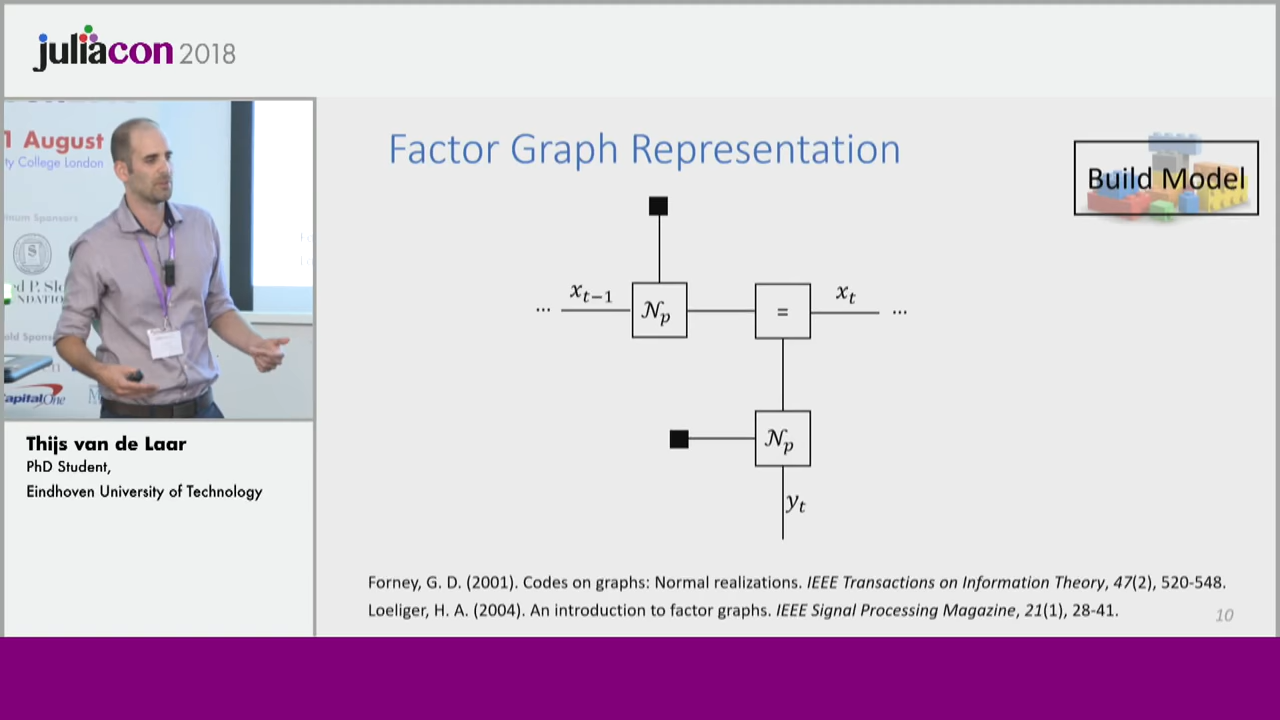 juliacon 2018
1 August
ty College London
inum Sponsors
S
d P. Sl
NDATIO
old Spons
apitalOne
Thijs van de Laar
PhD Student,
Eindhoven University of Technology
Factor Graph Representation
Build Model
... x_{t-1} 𝒩_p = x_t ...
𝒩_p
y_t
Forney, G. D. (2001). Codes on graphs: Normal realizations. IEEE Transactions on Information Theory, 47(2), 520-548.
Loeliger, H. A. (2004). An introduction to factor graphs. IEEE Signal Processing Magazine, 21(1), 28-41.
10